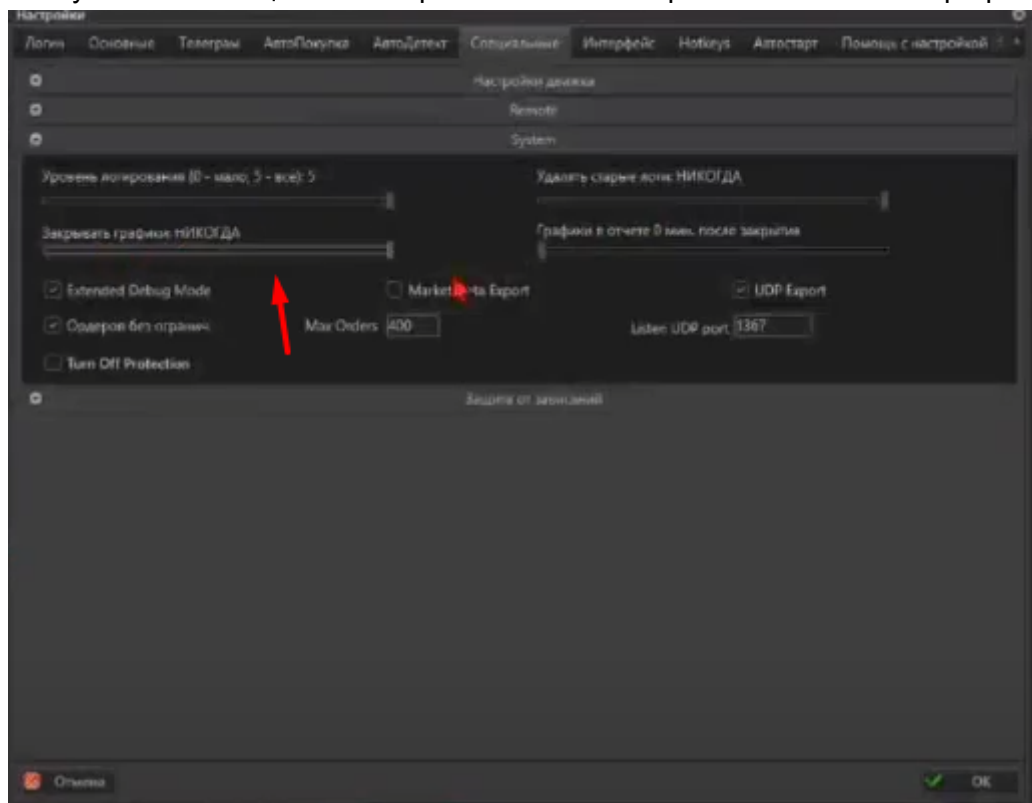 Настройки
Логин Основные Телеграм АвтоПокупка АвтоДетект Специальные Интерфейс Hotkeys Автостарт Помощь с настройкой
Настройки движка
Remote
System
Уровень логирования (0 - мало, 5 - все): 5 Удалять старые логи: НИКОГДА
Закрывать графики: НИКОГДА Графики в отчете 0 мин. после закрытия
Extended Debug Mode Market Data Export UDP Export
Ордеров без огранич. Max Orders 400 Listen UDP port 1367
Turn Off Protection
Защита от зависаний
Отмена OK